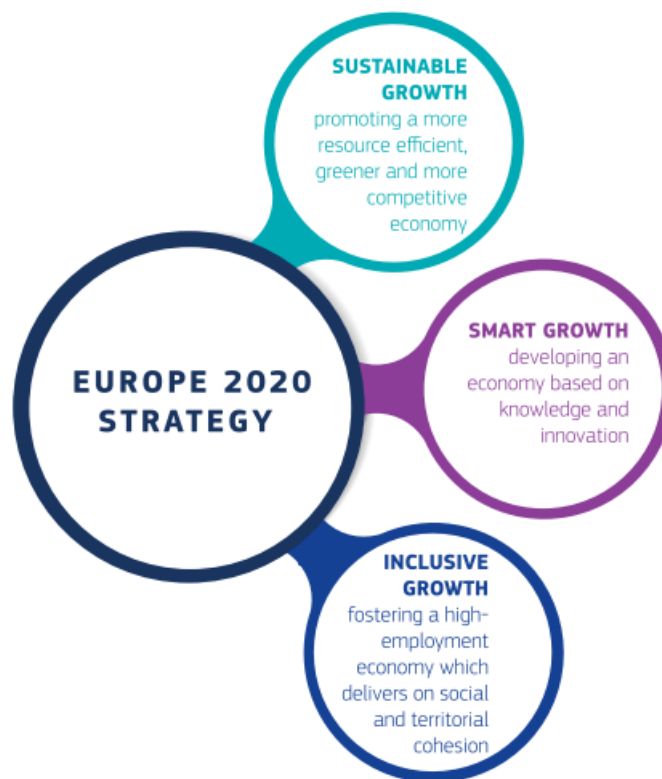 SUSTAINABLE
GROWTH
promoting a more
resource efficient,
greener and more
competitive
economy
EUROPE 2020
STRATEGY
SMART GROWTH
developing an
economy based on
knowledge and
innovation
INCLUSIVE
GROWTH
fostering a high-
employment
economy which
delivers on social
and territorial
cohesion